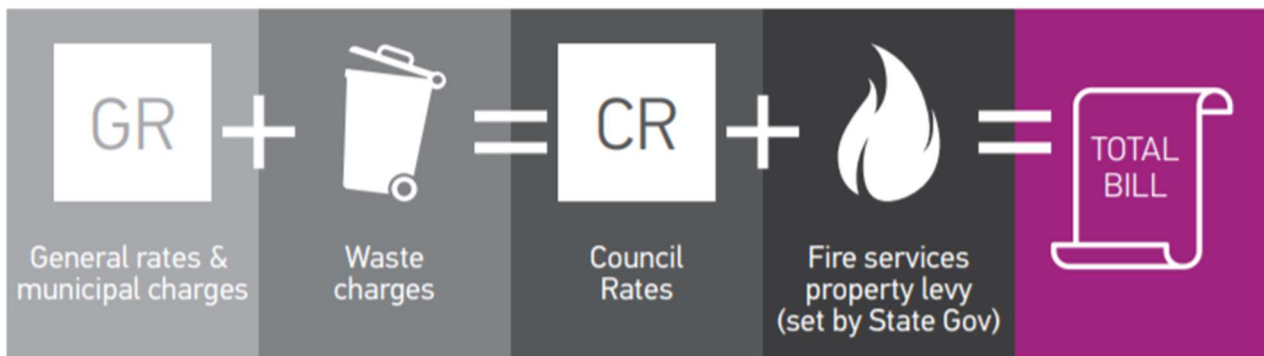 GR
+
=
CR
+
=
TOTAL
BILL
General rates &
municipal charges
Waste
charges
Council
Rates
Fire services
property levy
(set by State Gov)